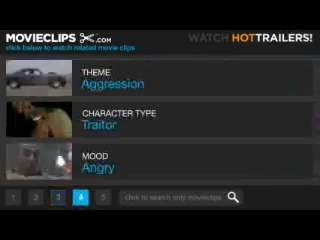 MOVIECLIPS .com
WATCH HOTTRAILERS!
click below to watch related movie clips
THEME
Aggression
CHARACTER TYPE
Traitor
MOOD
Angry
1 2 3 4 5 click to search only movieclips